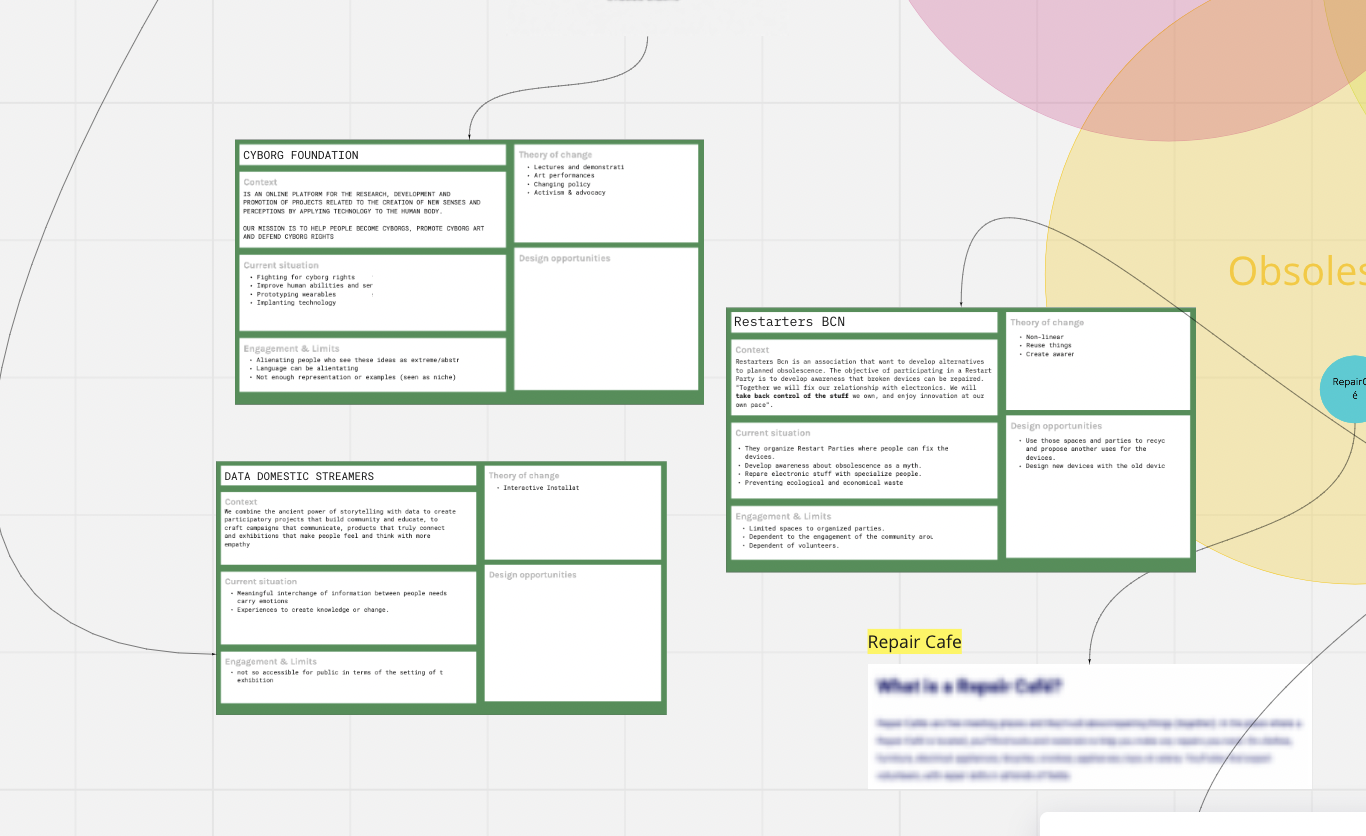 CYBORG FOUNDATION
Context
IS AN ONLINE PLATFORM FOR THE RESEARCH, DEVELOPMENT AND
PROMOTION OF PROJECTS RELATED TO THE CREATION OF NEW SENSES AND
PERCEPTIONS BY APPLYING TECHNOLOGY TO THE HUMAN BODY.
OUR MISSION IS TO HELP PEOPLE BECOME CYBORGS, PROMOTE CYBORG ART
AND DEFEND CYBORG RIGHTS
Current situation
• Fighting for cyborg rights
• Improve human abilities and ser
• Prototyping wearables
• Implanting technology
Engagement & Limits
• Alienating people who see these ideas as extreme/abstr
• Language can be alientating
• Not enough representation or examples (seen as niche)
Theory of change
• Lectures and demonstrati
• Art performances
• Changing policy
• Activism & advocacy
Design opportunities
Obsoles
RepairC
é
Restarters BCN
Context
Restarters Bcn is an association that want to develop alternatives
to planned obsolescence. The objective of participating in a Restart
Party is to develop awareness that broken devices can be repaired.
"Together we will fix our relationship with electronics. We will
take back control of the stuff we own, and enjoy innovation at our
own pace".
Current situation
• They organize Restart Parties where people can fix the
devices.
• Develop awareness about obsolescence as a myth.
• Repare electronic stuff with specialize people.
• Preventing ecological and economical waste
Engagement & Limits
• Limited spaces to organized parties.
• Dependent to the engagement of the community arou
• Dependent of volunteers.
Theory of change
• Non-linear
• Reuse things
• Create awarer
Design opportunities
• Use those spaces and parties to recyc
and propose another uses for the
devices.
• Design new devices with the old devic
DATA DOMESTIC STREAMERS
Context
We combine the ancient power of storytelling with data to create
participatory projects that build community and educate, to
craft campaigns that communicate, products that truly connect
and exhibitions that make people feel and think with more
empathy
Current situation
• Meaningful interchange of information between people needs
carry emotions
• Experiences to create knowledge or change.
Engagement & Limits
• not so accessible for public in terms of the setting of t
exhibition
Theory of change
• Interactive Installat
Design opportunities
Repair Cafe
What is a Repair Café?